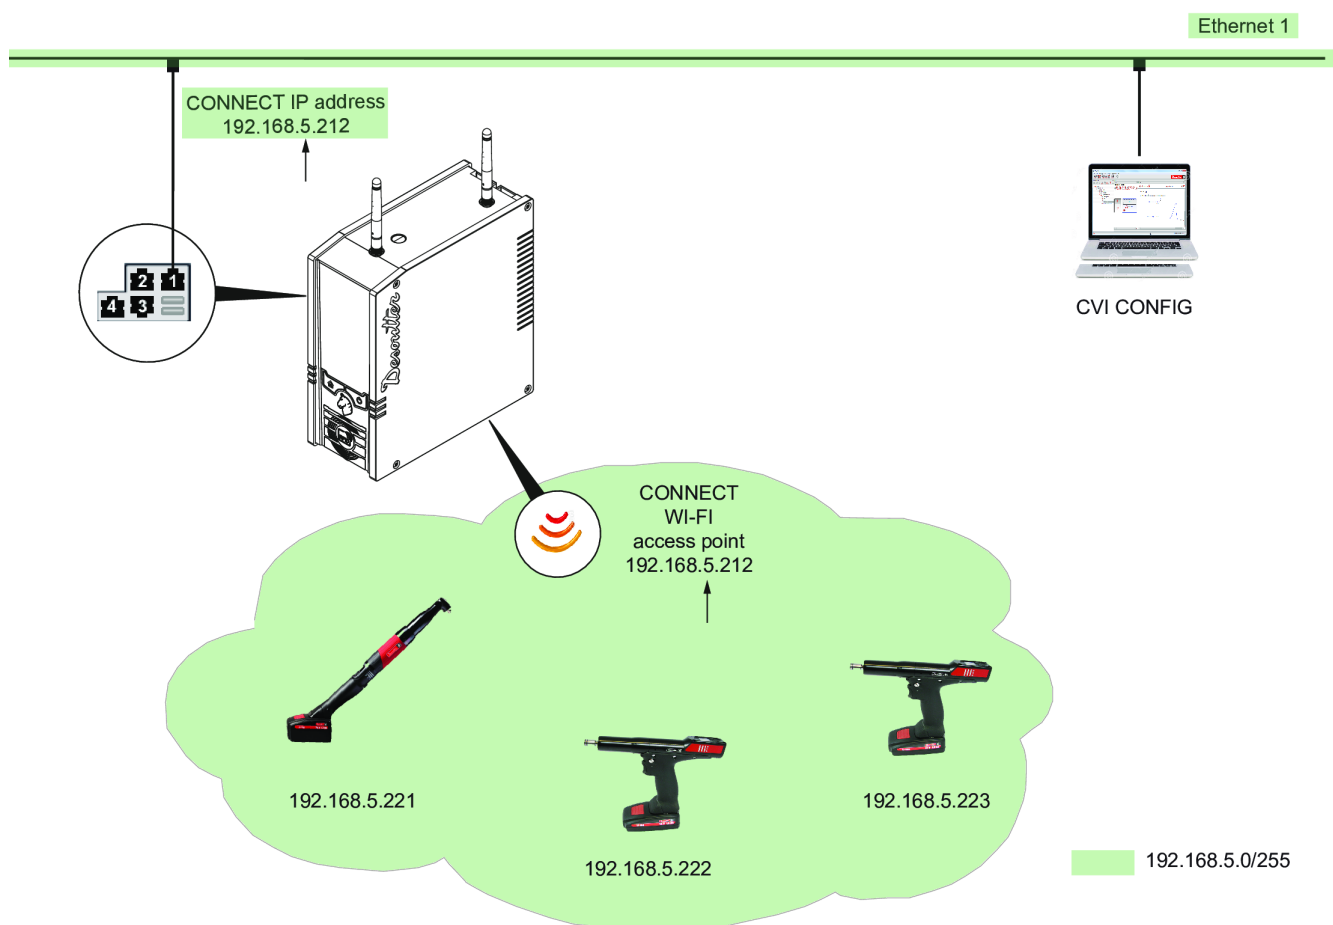 Ethernet 1
CONNECT IP address
192.168.5.212
2
1
4
3
Desoutter
CVI CONFIG
CONNECT
WI-FI
access point
192.168.5.212
192.168.5.221
192.168.5.222
192.168.5.223
192.168.5.0/255